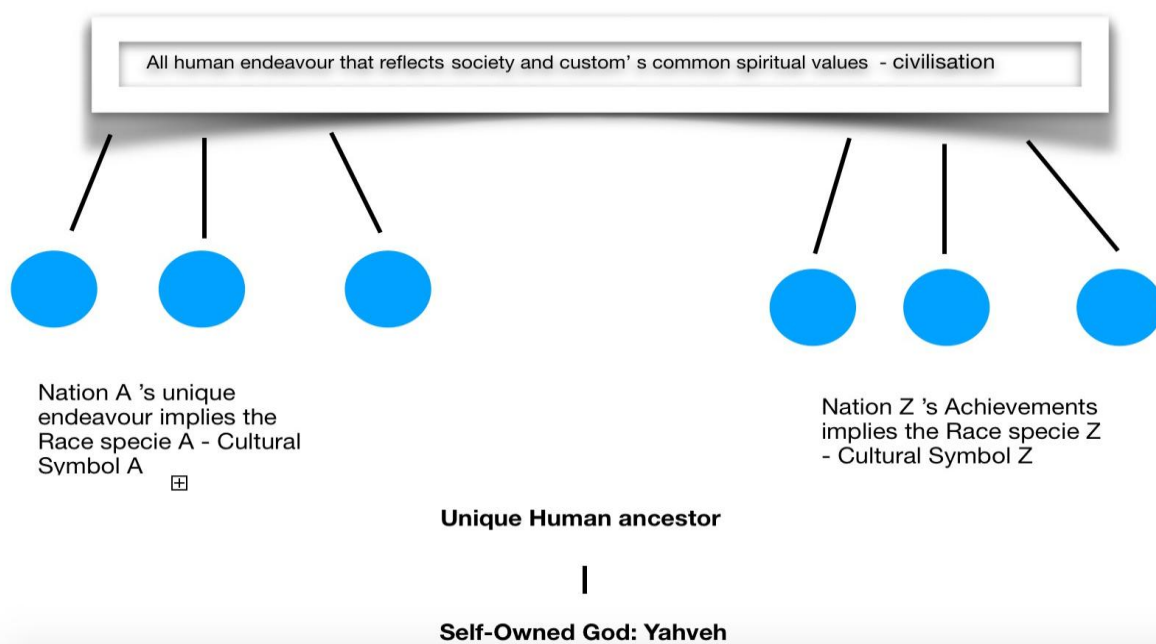 All human endeavour that reflects society and custom' s common spiritual values - civilisation
Nation A 's unique
endeavour implies the
Race specie A - Cultural
Symbol A
Nation Z 's Achievements
implies the Race specie Z
- Cultural Symbol Z
Unique Human ancestor
Self-Owned God: Yahveh